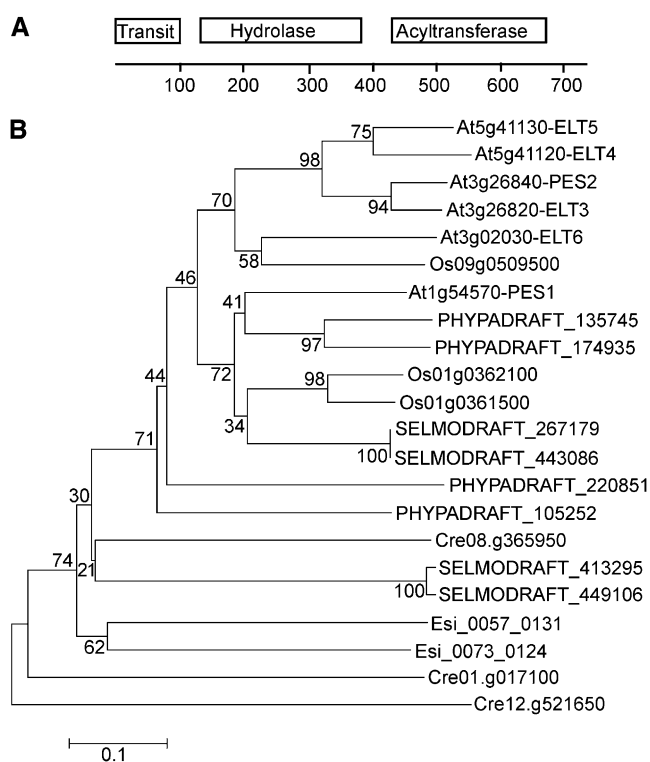 A
Transit Hydrolase Acyltransferase
100 200 300 400 500 600 700
B
75 At5g41130-ELT5
At5g41120-ELT4
98
At3g26840-PES2
94 At3g26820-ELT3
70
At3g02030-ELT6
58 Os09g0509500
46
At1g54570-PES1
41
PHYPADRAFT_135745
97 PHYPADRAFT_174935
72
98 Os01g0362100
Os01g0361500
34
SELMODRAFT_267179
100 SELMODRAFT_443086
44
PHYPADRAFT_220851
71
PHYPADRAFT_105252
30
Cre08.g365950
21
SELMODRAFT_413295
100 SELMODRAFT_449106
74
Esi_0057_0131
62 Esi_0073_0124
Cre01.g017100
Cre12.g521650
0.1